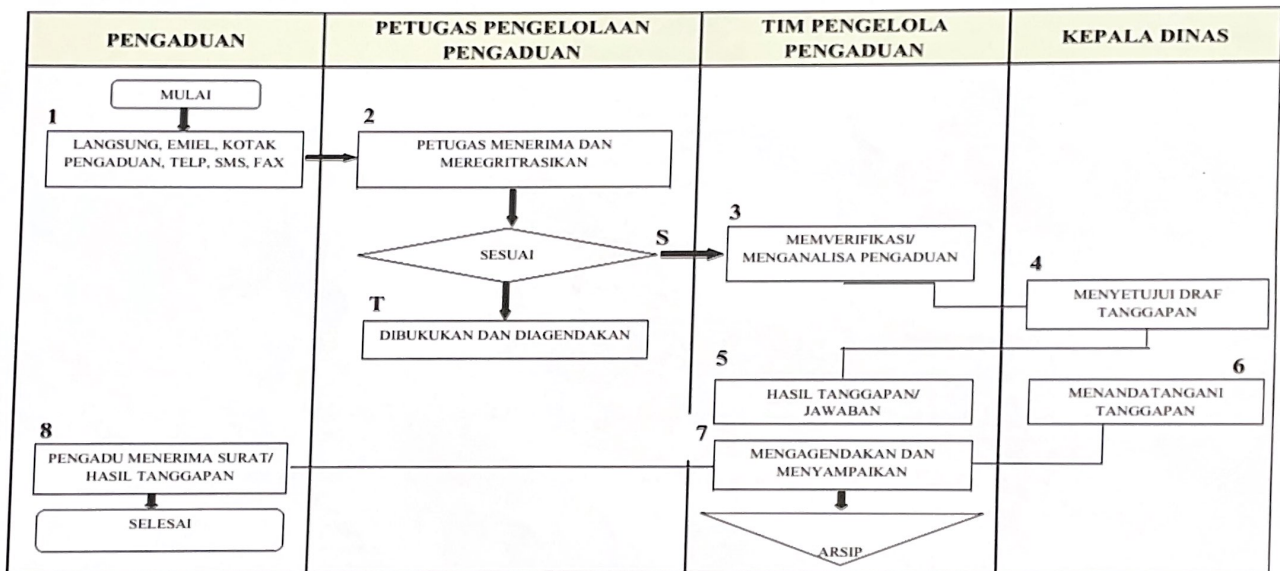 PENGADUAN
PETUGAS PENGELOLAAN
PENGADUAN
TIM PENGELOLA
PENGADUAN
KEPALA DINAS
MULAI
1
LANGSUNG, EMIEL, KOTAK
PENGADUAN, TELP, SMS, FAX
2
PETUGAS MENERIMA DAN
MEREGRITRASIKAN
SESUAI
S
T
DIBUKUKAN DAN DIAGENDAKAN
3
MEMVERIFIKASI/
MENGANALISA PENGADUAN
4
MENYETUJUI DRAF
TANGGAPAN
5
HASIL TANGGAPAN/
JAWABAN
6
MENANDATANGANI
TANGGAPAN
7
MENGAGENDAKAN DAN
MENYAMPAIKAN
ARSIP
8
PENGADU MENERIMA SURAT/
HASIL TANGGAPAN
SELESAI